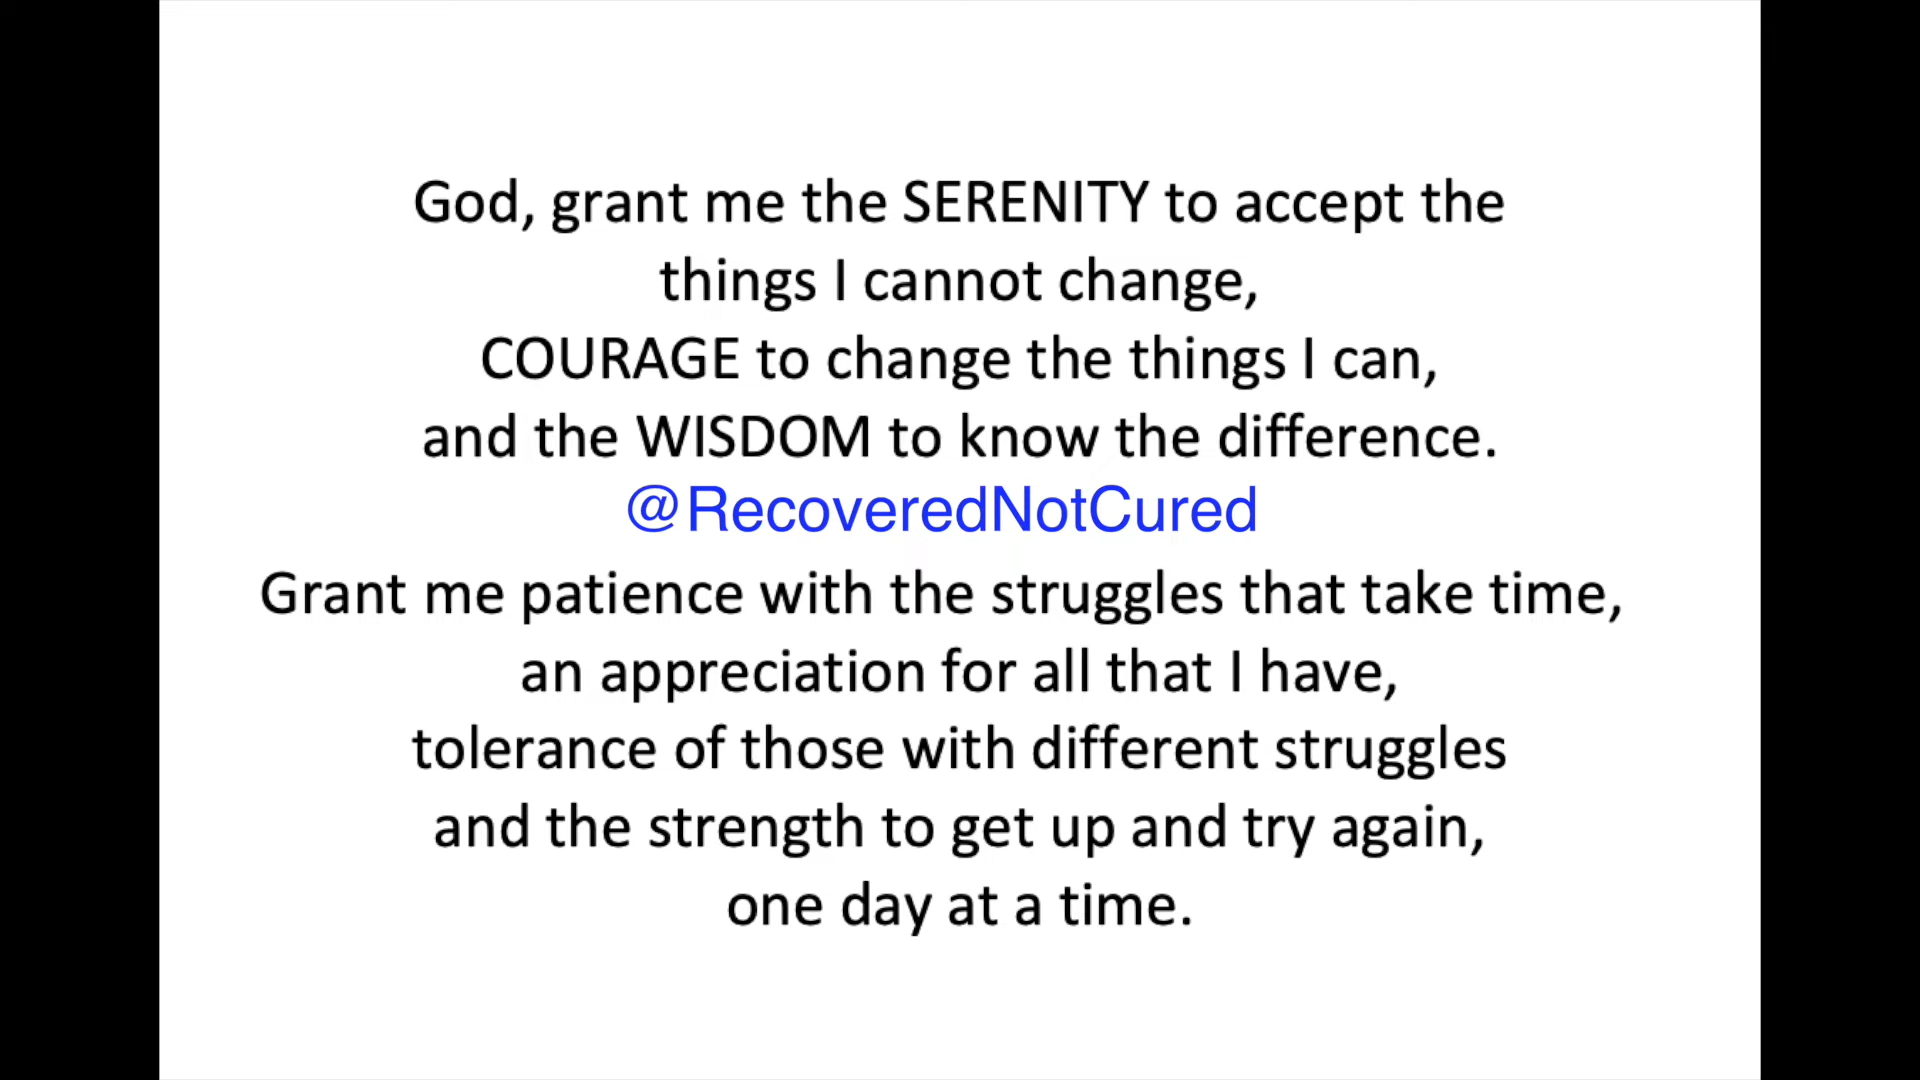 God, grant me the SERENITY to accept the
things I cannot change,
COURAGE to change the things I can,
and the WISDOM to know the difference.
@RecoveredNotCured
Grant me patience with the struggles that take time,
an appreciation for all that I have,
tolerance of those with different struggles
and the strength to get up and try again,
one day at a time.